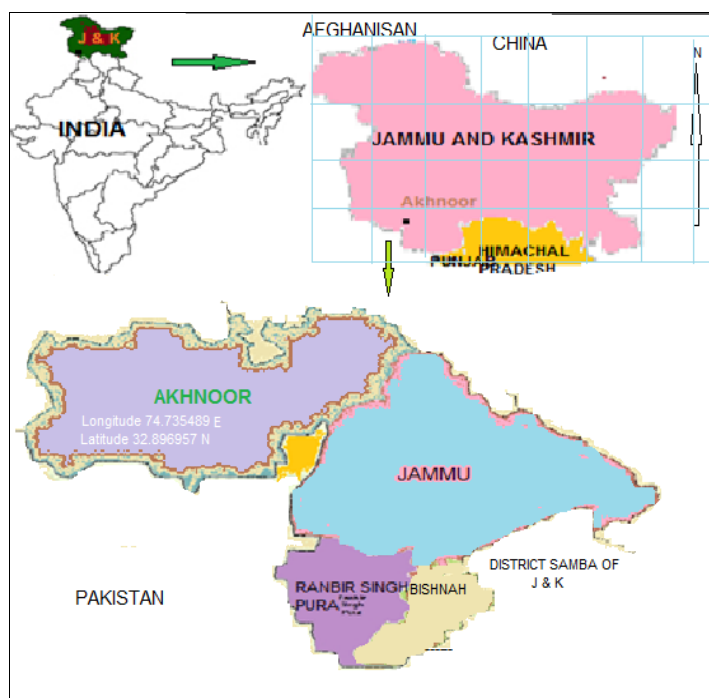 J & K
INDIA
AFGHANISAN
CHINA
N
JAMMU AND KASHMIR
Akhnoor
HIMACHAL
PUNJAB
PRADESH
AKHNOOR
Longitude 74.735489 E
Latitude 32.896957 N
JAMMU
DISTRICT SAMBA OF
J & K
RANBIR SINGH
PURA
BISHNAH
PAKISTAN